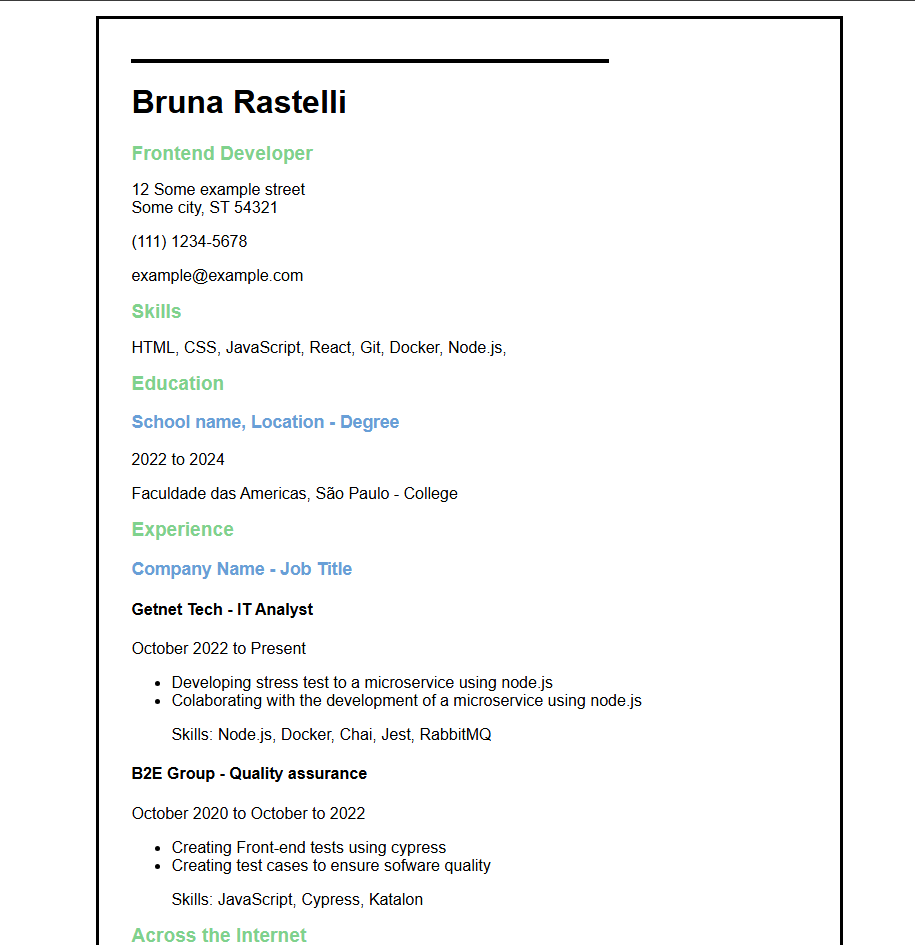 Bruna Rastelli
Frontend Developer
12 Some example street
Some city, ST 54321
(111) 1234-5678
example@example.com
Skills
HTML, CSS, JavaScript, React, Git, Docker, Node.js,
Education
School name, Location - Degree
2022 to 2024
Faculdade das Americas, São Paulo - College
Experience
Company Name - Job Title
Getnet Tech - IT Analyst
October 2022 to Present
• Developing stress test to a microservice using node.js
• Colaborating with the development of a microservice using node.js
Skills: Node.js, Docker, Chai, Jest, RabbitMQ
B2E Group - Quality assurance
October 2020 to October to 2022
• Creating Front-end tests using cypress
• Creating test cases to ensure sofware quality
Skills: JavaScript, Cypress, Katalon
Across the Internet